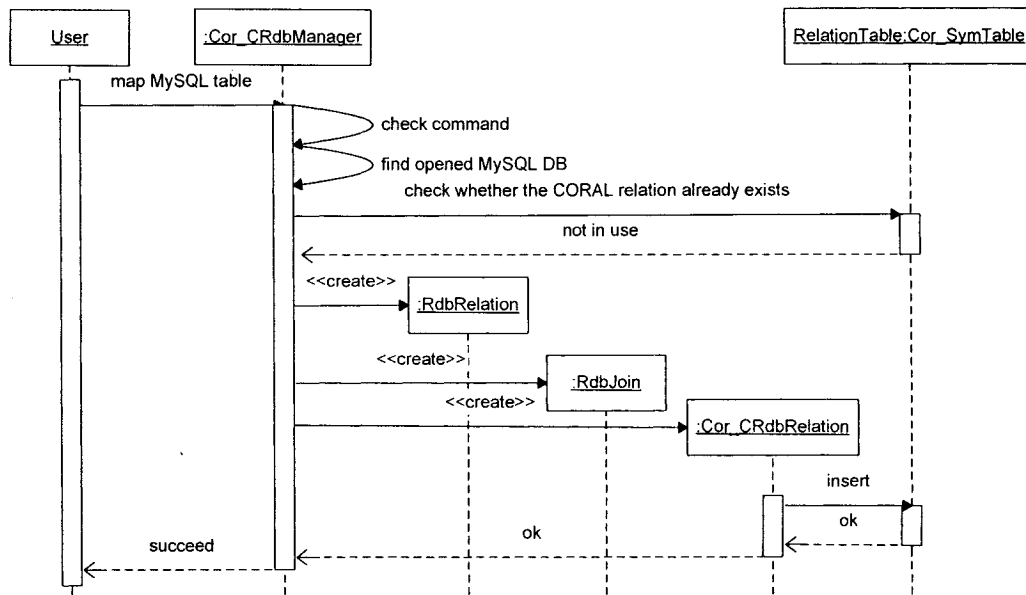 User
:Cor_CRdbManager
RelationTable:Cor_SymTable
map MySQL table
check command
find opened MySQL DB
check whether the CORAL relation already exists
not in use
<<create>>
:RdbRelation
<<create>>
:RdbJoin
<<create>>
:Cor_CRdbRelation
insert
ok
ok
succeed